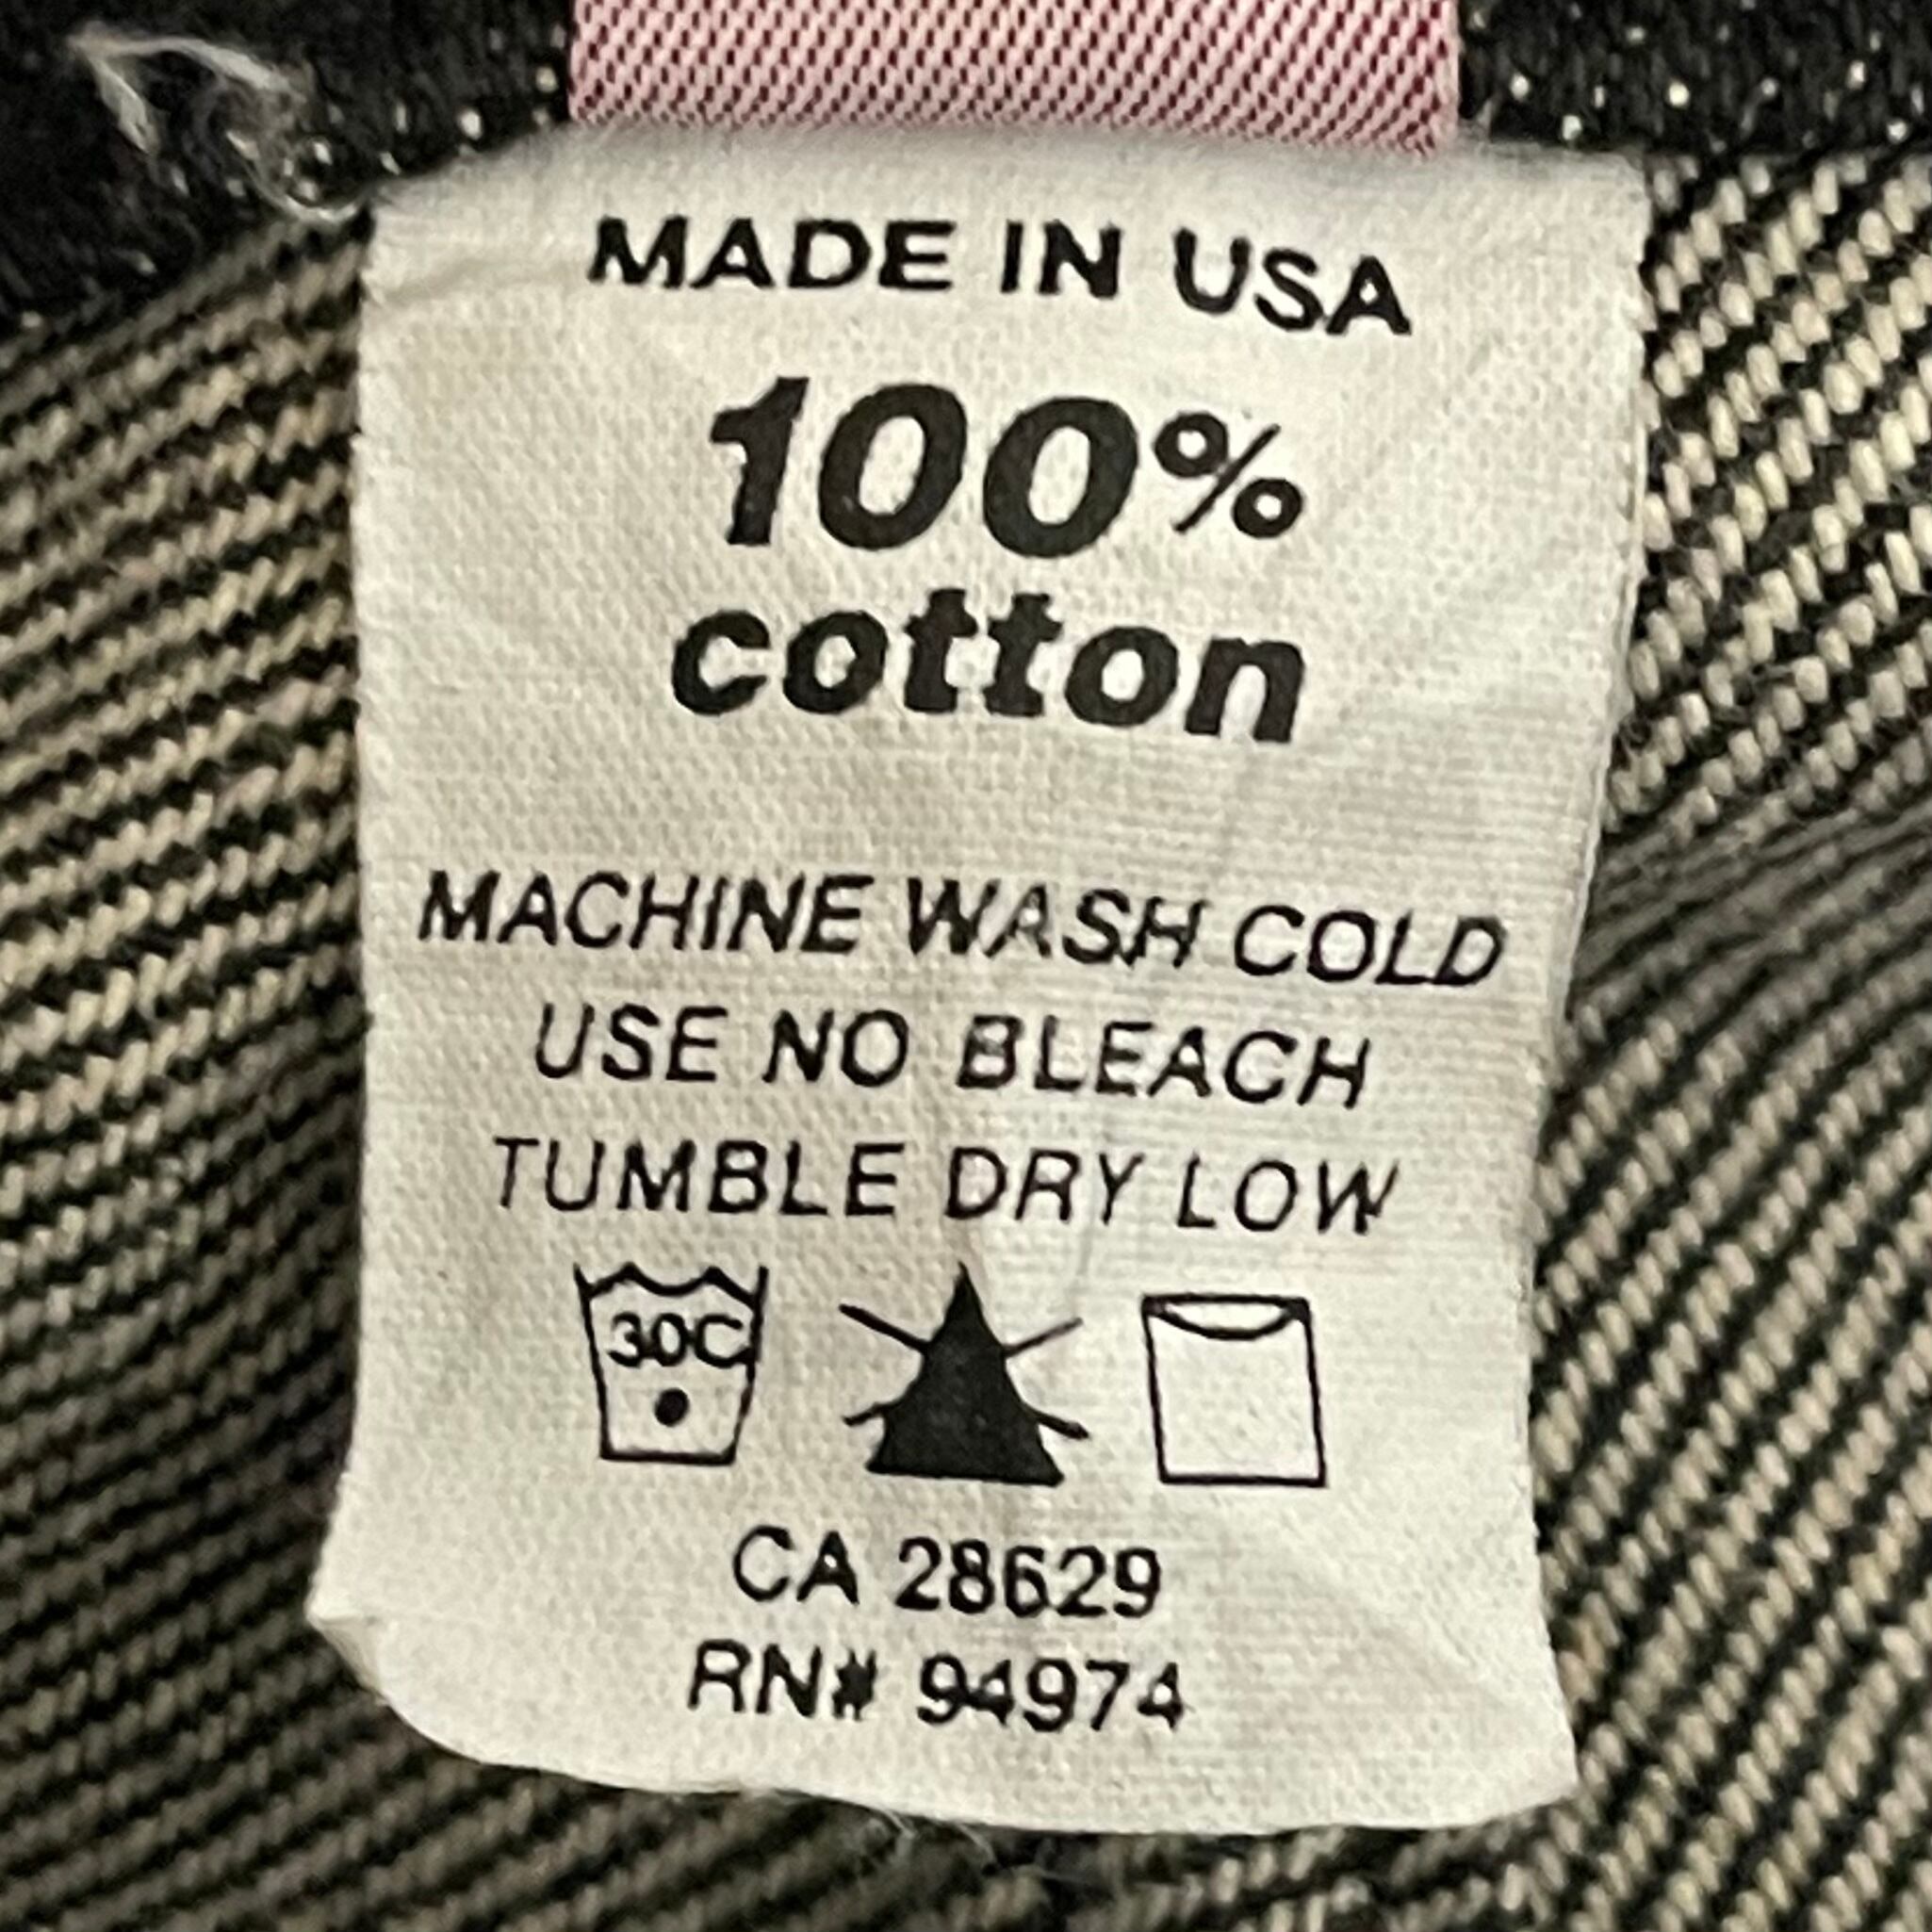 MADE IN USA
100%
cotton
MACHINE WASH COLD
USE NO BLEACH
TUMBLE DRY LOW
30C
CA 28629
RN# 94974